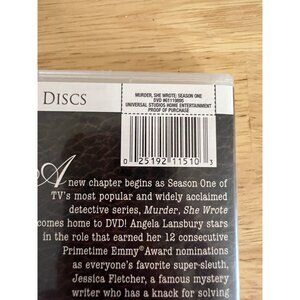 DISCS
MURDER, SHE WROTE: SEASON ONE
DVD #61119895
UNIVERSAL STUDIOS HOME ENTERTAINMENT
PROOF OF PURCHASE
0 25192 11510 3
A new chapter begins as Season One of
TV's most popular and widely acclaimed
detective series, Murder, She Wrote
comes home to DVD! Angela Lansbury stars
in the role that earned her 12 consecutive
Primetime Emmy® Award nominations
as everyone's favorite super-sleuth,
Jessica Fletcher, a famous mystery
writer who has a knack for solving